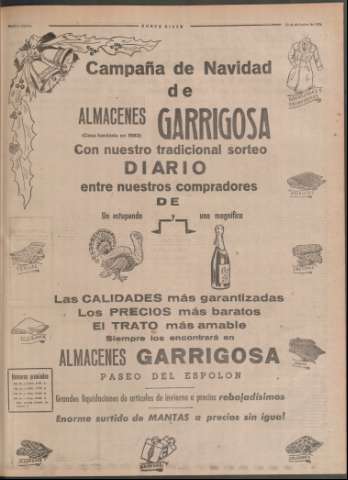 Campaña de Navidad
de
ALMACENES GARRIGOSA
Con nuestro tradicional sorteo
DIARIO
entre nuestros compradores
DE
Un estupendo y una magnífica
Las CALIDADES más garantizadas
Los PRECIOS más baratos
El TRATO más amable
Siempre los encontrará en
ALMACENES GARRIGOSA
PASEO DEL ESPOLON
Grandes liquidaciones de artículos de invierno a precios rebajadísimos
Enorme surtido de MANTAS a precios sin igual